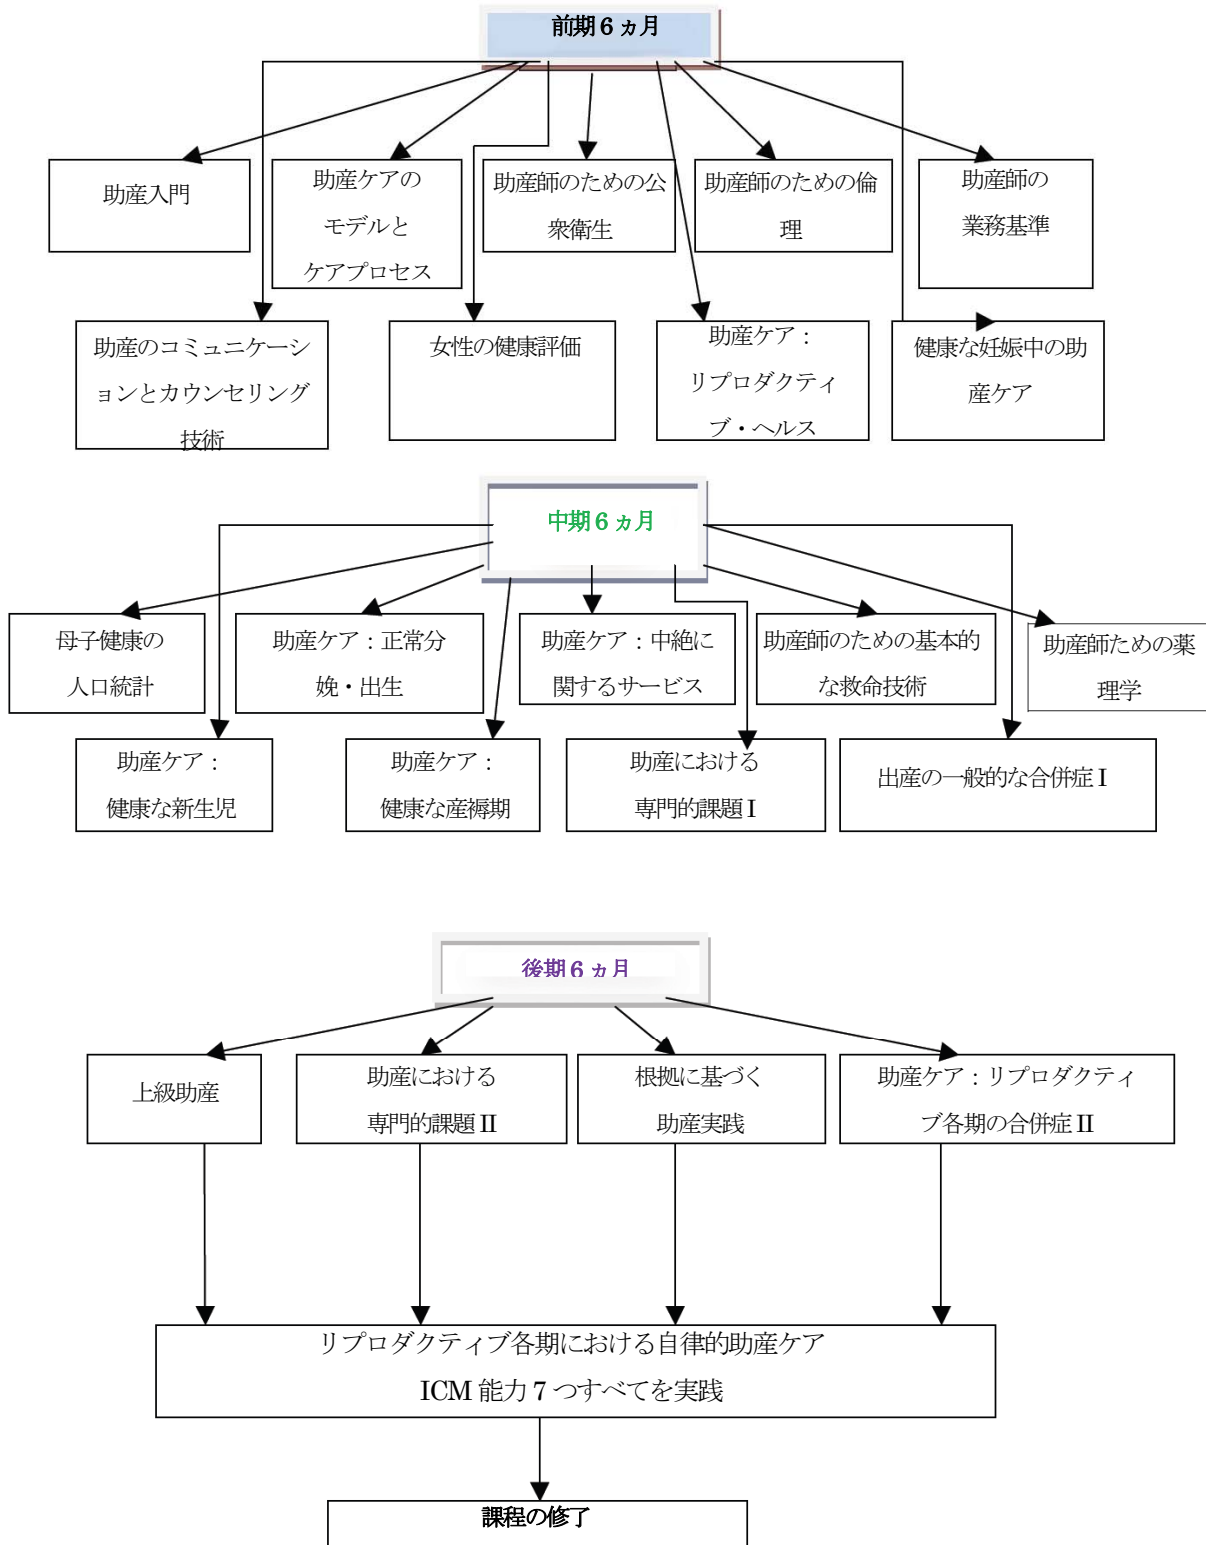 前期６ヵ月
助産入門
助産ケアの
モデルと
ケアプロセス
助産師のための公
衆衛生
助産師のための倫
理
助産師の
業務基準
助産のコミュニケーシ
ョンとカウンセリング
技術
女性の健康評価
助産ケア：
リプロダクティ
ブ・ヘルス
健康な妊娠中の助
産ケア
中期６ヵ月
母子健康の
人口統計
助産ケア：正常分
娩・出生
助産ケア：中絶に
関するサービス
助産師のための基本的
な救命技術
助産師ための薬
理学
助産ケア：
健康な新生児
助産ケア：
健康な産褥期
助産における
専門的課題Ⅰ
出産の一般的な合併症Ⅰ
後期６ヵ月
上級助産
助産における
専門的課題Ⅱ
根拠に基づく
助産実践
助産ケア：リプロダクティ
ブ各期の合併症Ⅱ
リプロダクティブ各期における自律的助産ケア
ICM 能力 7 つすべてを実践
課程の修了